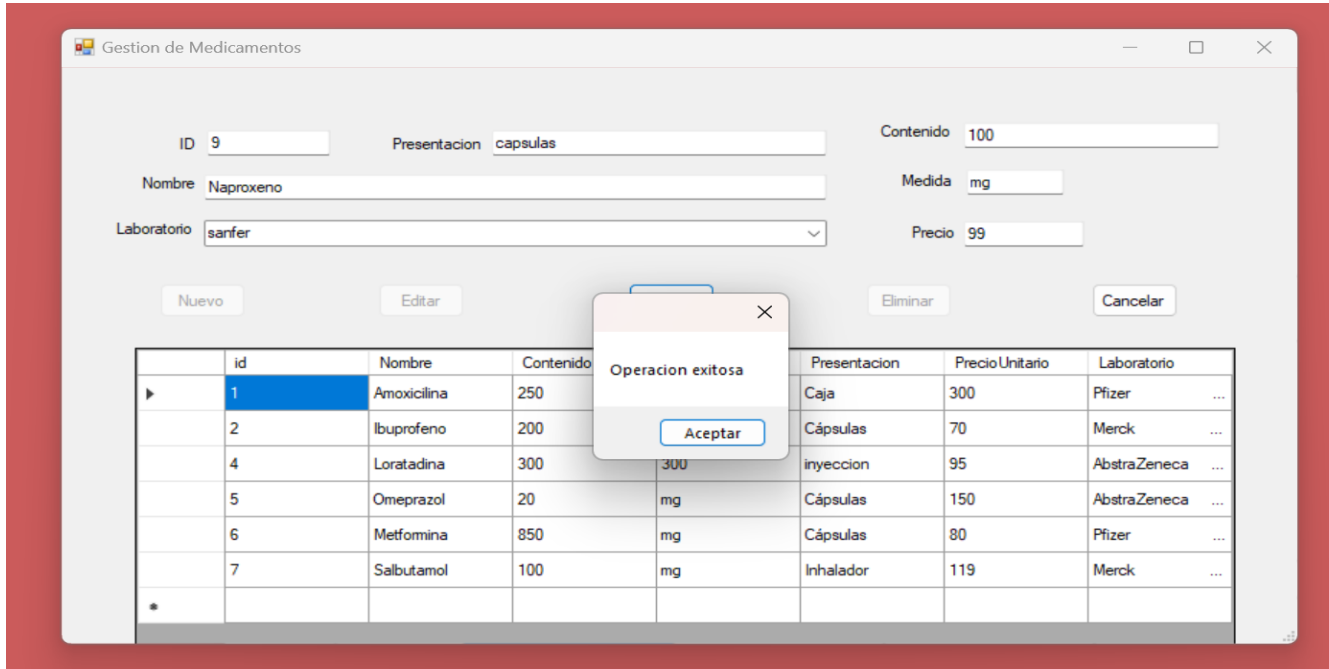 Gestion de Medicamentos
ID 9 Presentacion capsulas Contenido 100
Nombre Naproxeno Medida mg
Laboratorio sanfer Precio 99
Nuevo Editar Eliminar Cancelar
Operacion exitosa
Aceptar
id Nombre Contenido Presentacion PrecioUnitario Laboratorio
1 Amoxicilina 250 Caja 300 Pfizer ...
2 Ibuprofeno 200 Cápsulas 70 Merck ...
4 Loratadina 300 300 inyeccion 95 AbstraZeneca ...
5 Omeprazol 20 mg Cápsulas 150 AbstraZeneca ...
6 Metformina 850 mg Cápsulas 80 Pfizer ...
7 Salbutamol 100 mg Inhalador 119 Merck ...